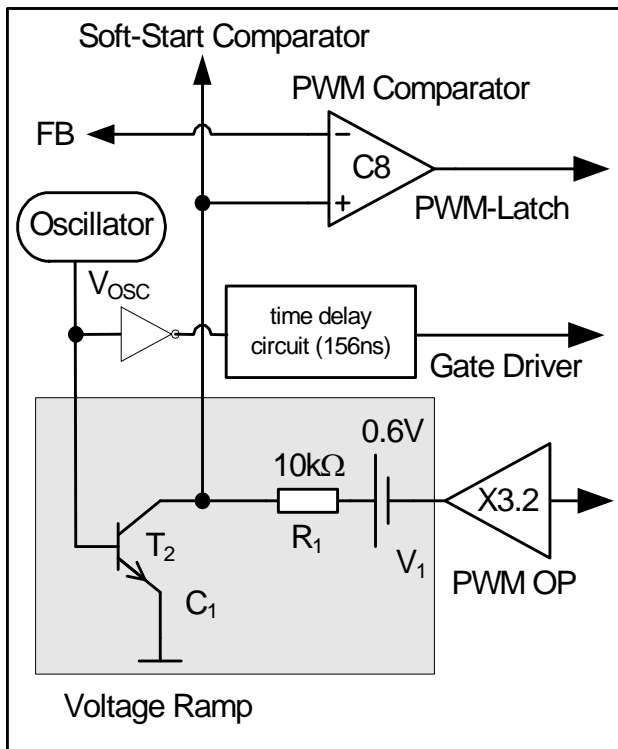 Soft-Start Comparator
PWM Comparator
FB
−
C8
+
PWM-Latch
Oscillator
V_OSC
time delay
circuit (156ns)
Gate Driver
0.6V
10kΩ
X3.2
R₁
T₂
V₁
PWM OP
C₁
Voltage Ramp